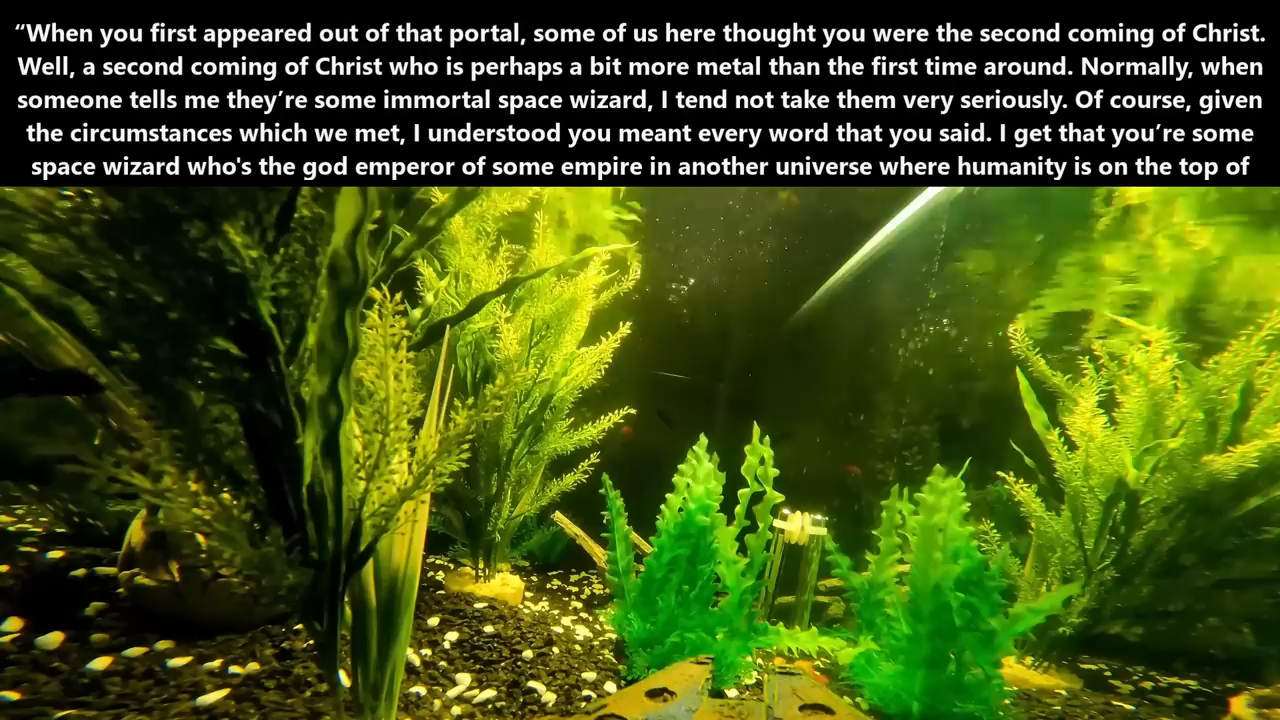 “When you first appeared out of that portal, some of us here thought you were the second coming of Christ.
Well, a second coming of Christ who is perhaps a bit more metal than the first time around. Normally, when
someone tells me they’re some immortal space wizard, I tend not take them very seriously. Of course, given
the circumstances which we met, I understood you meant every word that you said. I get that you’re some
space wizard who's the god emperor of some empire in another universe where humanity is on the top of